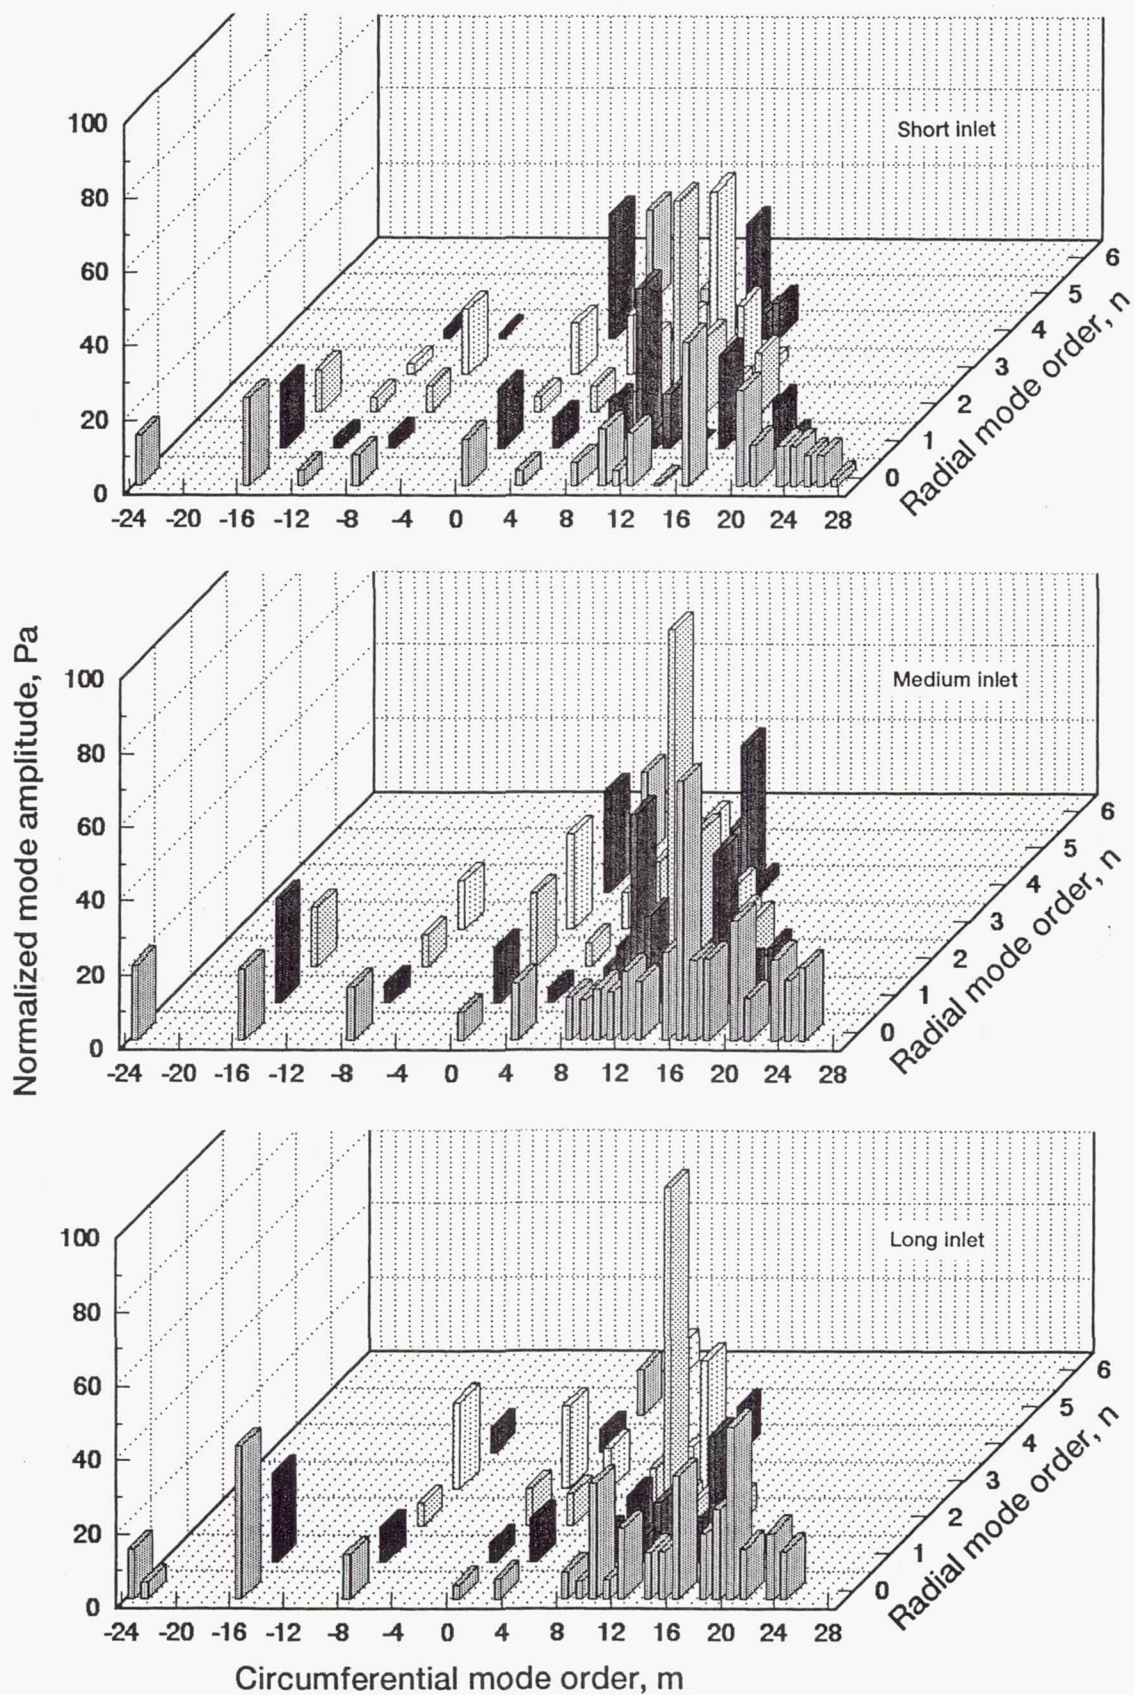 Short inlet
100
80
60
40
20
0
-24 -20 -16 -12 -8 -4 0 4 8 12 16 20 24 28
0 1 2 3 4 5 6
Radial mode order, n
Normalized mode amplitude, Pa
Medium inlet
100
80
60
40
20
0
-24 -20 -16 -12 -8 -4 0 4 8 12 16 20 24 28
0 1 2 3 4 5 6
Radial mode order, n
Long inlet
100
80
60
40
20
0
-24 -20 -16 -12 -8 -4 0 4 8 12 16 20 24 28
0 1 2 3 4 5 6
Radial mode order, n
Circumferential mode order, m